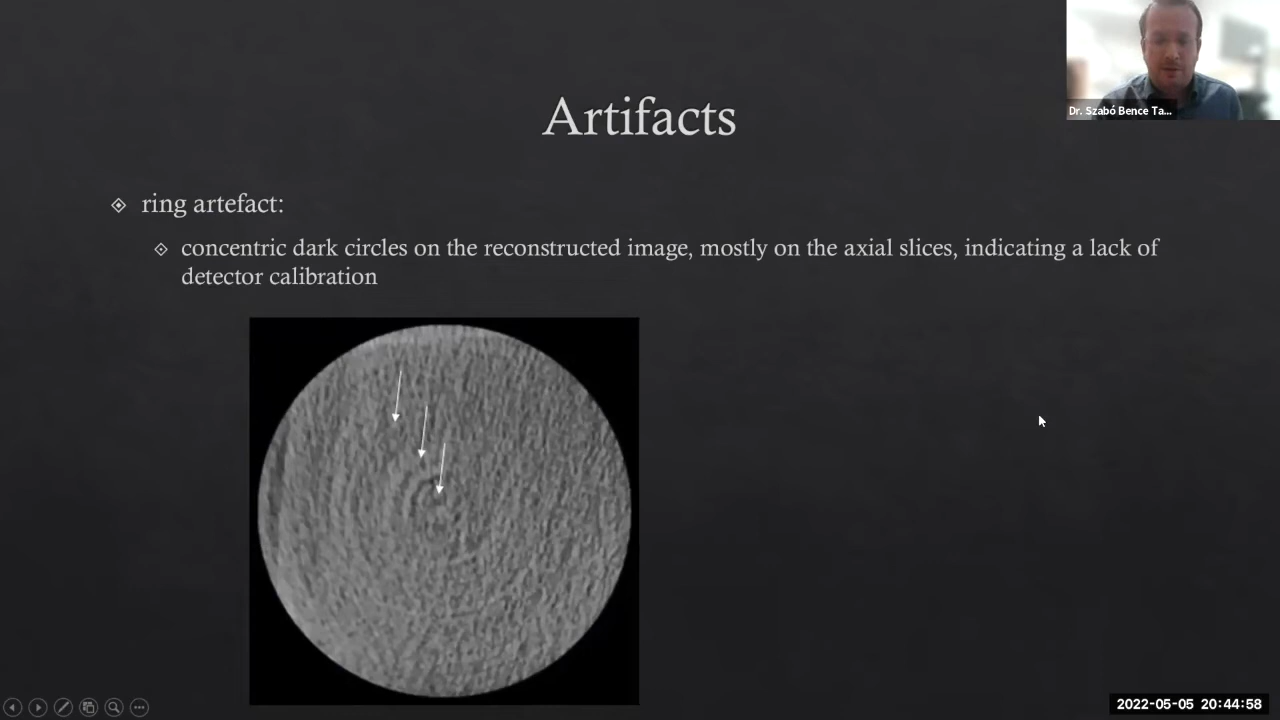 Dr. Szabó Bence Ta...
Artifacts
ring artefact:
concentric dark circles on the reconstructed image, mostly on the axial slices, indicating a lack of
detector calibration
2022-05-05 20:44:58